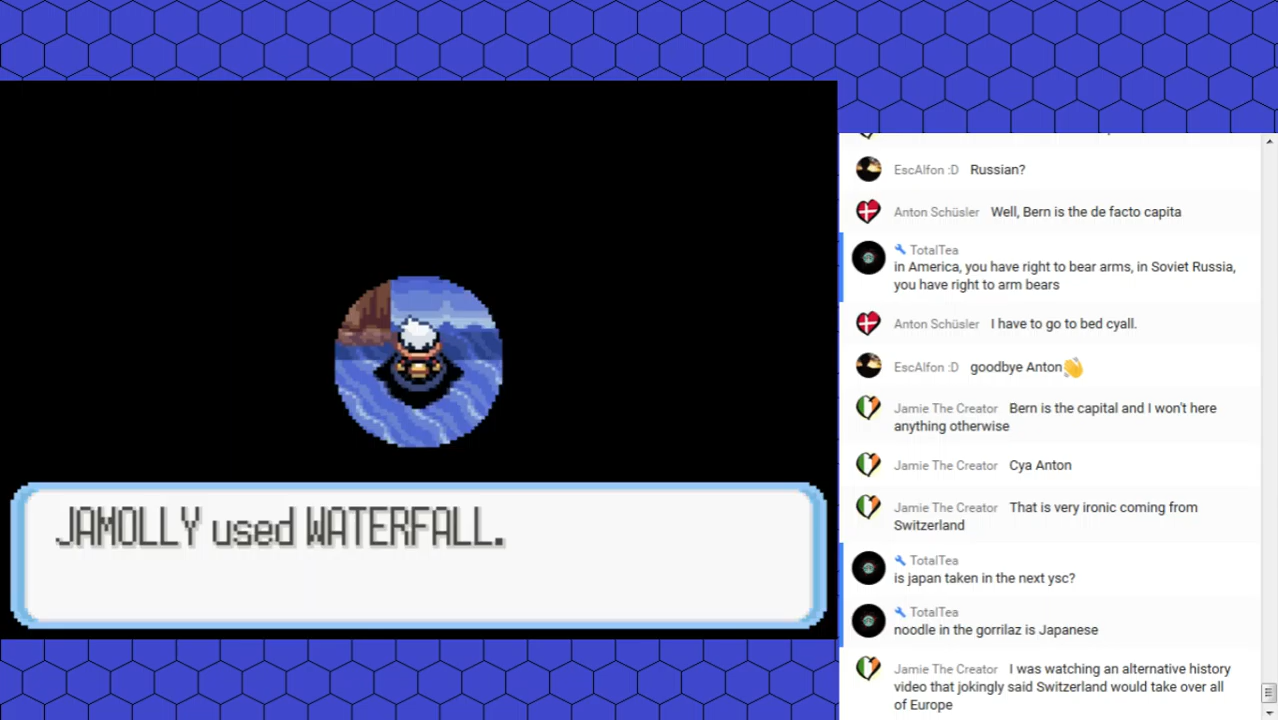 JAMOLLY used WATERFALL.
EscAlfon :D Russian?
Anton Schüsler Well, Bern is the de facto capita
TotalTea
in America, you have right to bear arms, in Soviet Russia,
you have right to arm bears
Anton Schüsler I have to go to bed cyall.
EscAlfon :D goodbye Anton👋
Jamie The Creator Bern is the capital and I won't here
anything otherwise
Jamie The Creator Cya Anton
Jamie The Creator That is very ironic coming from
Switzerland
TotalTea
is japan taken in the next ysc?
TotalTea
noodle in the gorrilaz is Japanese
Jamie The Creator I was watching an alternative history
video that jokingly said Switzerland would take over all
of Europe